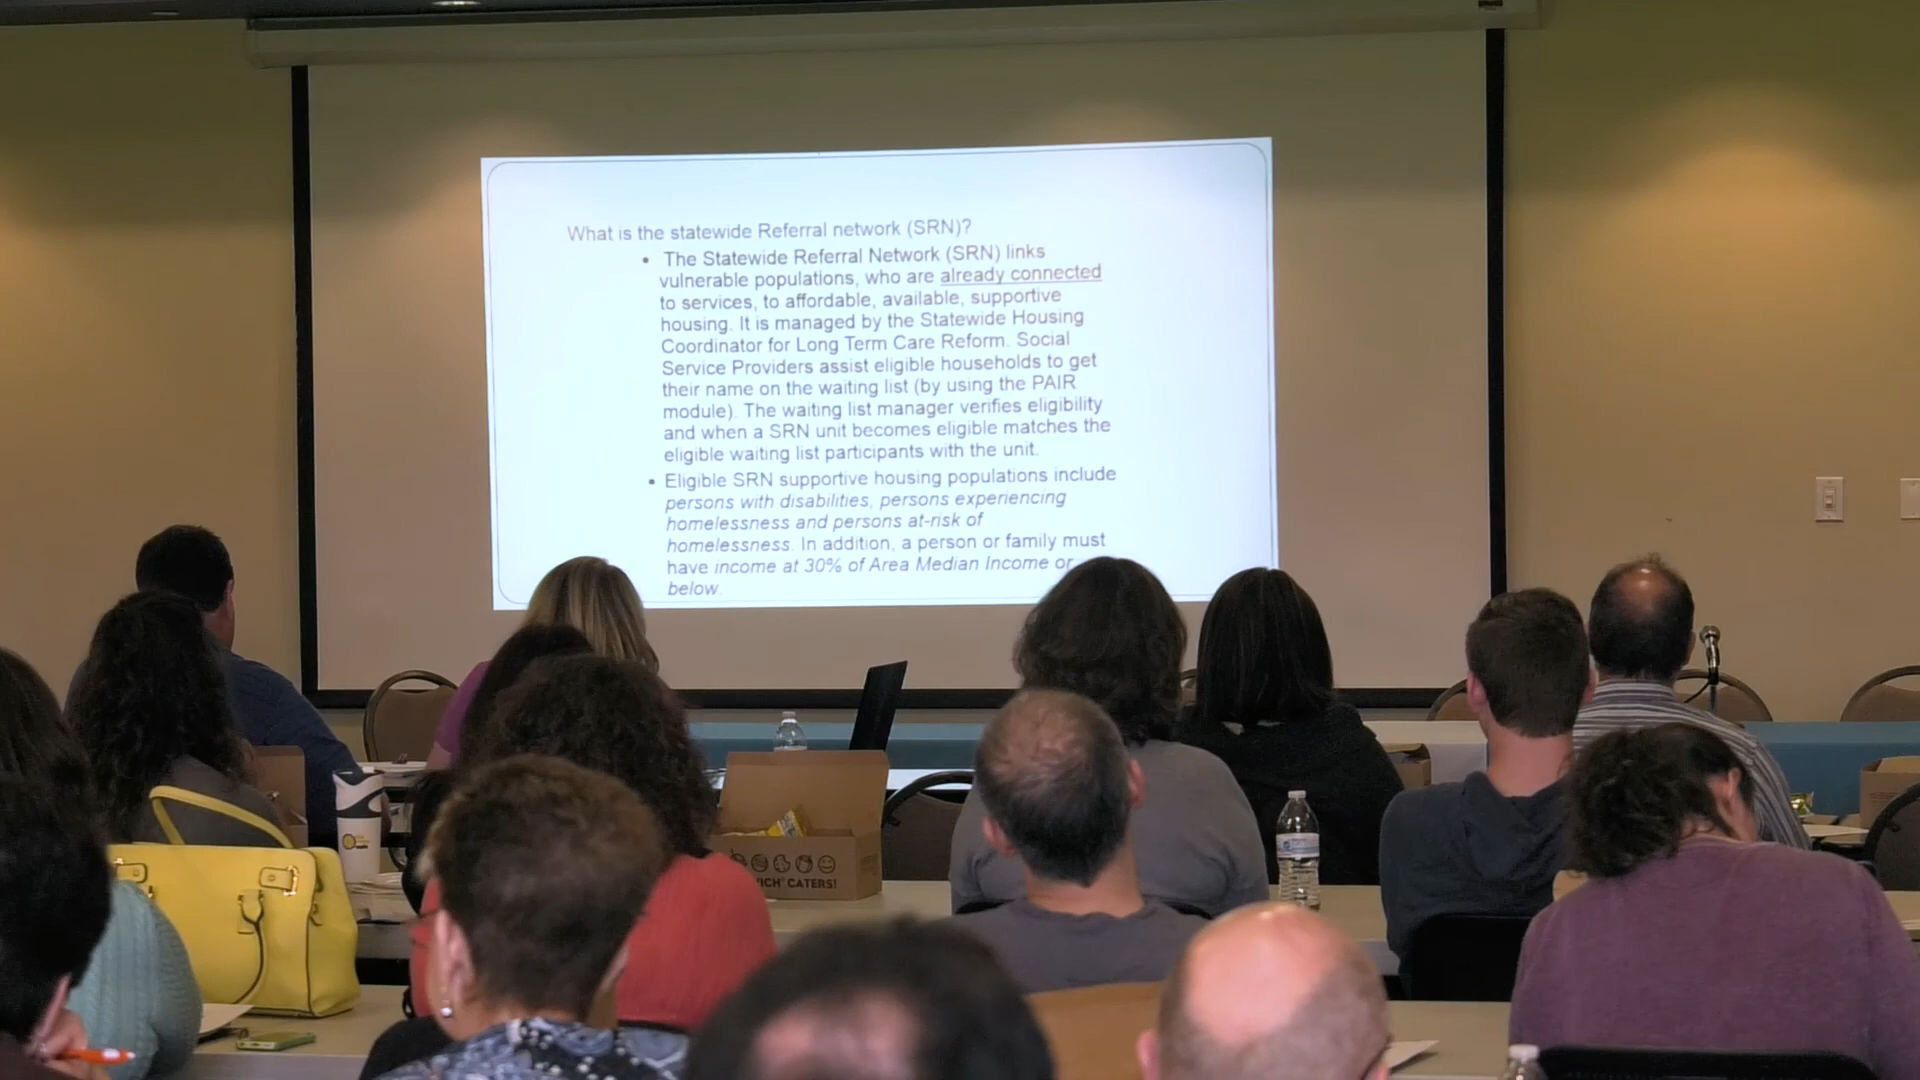 What is the statewide Referral network (SRN)?
• The Statewide Referral Network (SRN) links
vulnerable populations, who are already connected
to services, to affordable, available, supportive
housing. It is managed by the Statewide Housing
Coordinator for Long Term Care Reform. Social
Service Providers assist eligible households to get
their name on the waiting list (by using the PAIR
module). The waiting list manager verifies eligibility
and when a SRN unit becomes eligible matches the
eligible waiting list participants with the unit.
• Eligible SRN supportive housing populations include
persons with disabilities, persons experiencing
homelessness and persons at-risk of
homelessness. In addition, a person or family must
have income at 30% of Area Median Income or
below.
CATERS!